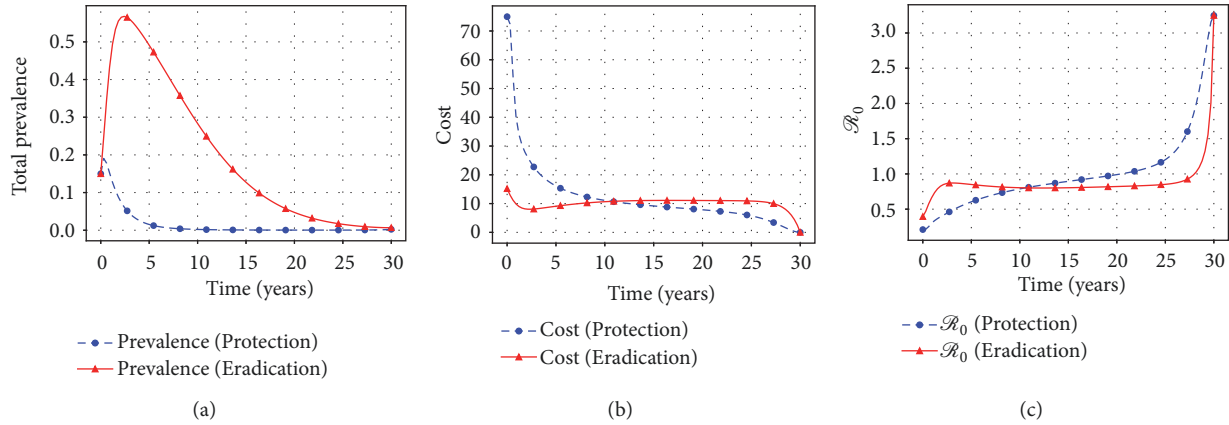 Total prevalence
0.5
0.4
0.3
0.2
0.1
0.0
0 5 10 15 20 25 30
Time (years)
Prevalence (Protection)
Prevalence (Eradication)
(a)
Cost
70
60
50
40
30
20
10
0
0 5 10 15 20 25 30
Time (years)
Cost (Protection)
Cost (Eradication)
(b)
ℛ₀
3.0
2.5
2.0
1.5
1.0
0.5
0 5 10 15 20 25 30
Time (years)
ℛ₀ (Protection)
ℛ₀ (Eradication)
(c)